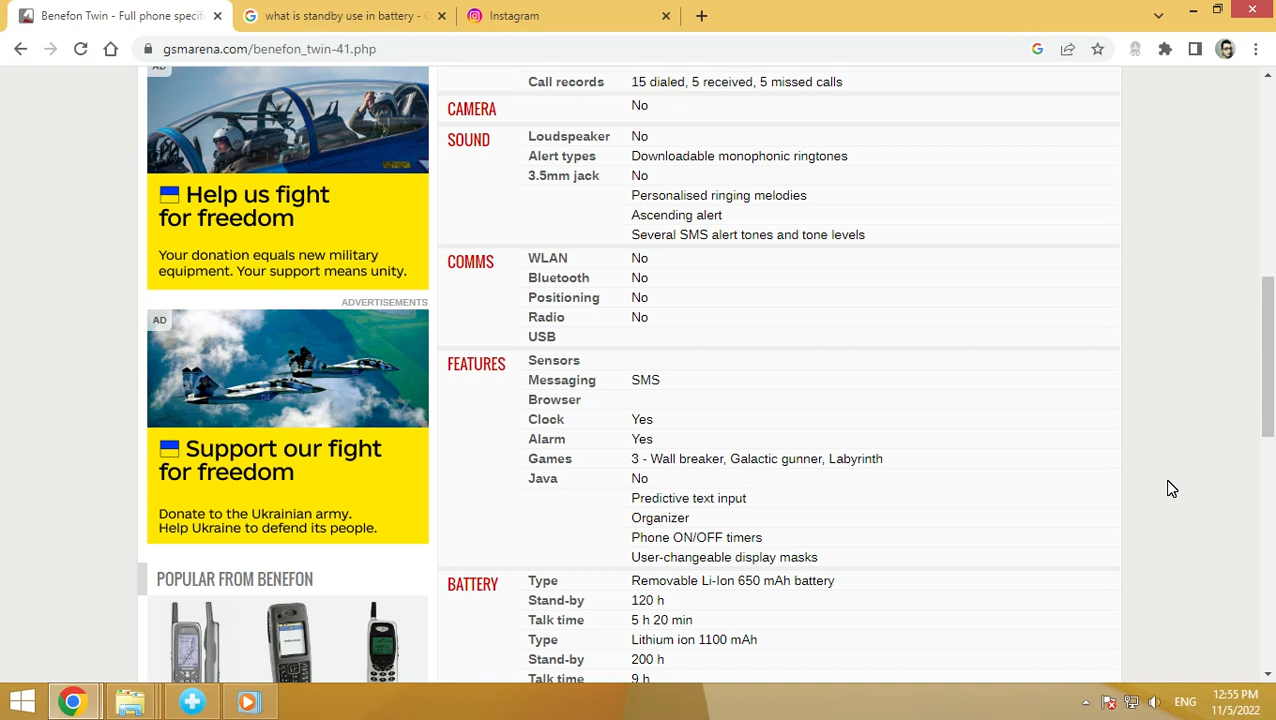 Benefon Twin - Full phone specif
what is standby use in battery - G
Instagram
gsmarena.com/benefon_twin-41.php
AD
Help us fight
for freedom
Your donation equals new military
equipment. Your support means unity.
ADVERTISEMENTS
AD
Support our fight
for freedom
Donate to the Ukrainian army.
Help Ukraine to defend its people.
POPULAR FROM BENEFON
Call records 15 dialed, 5 received, 5 missed calls
CAMERA No
SOUND Loudspeaker No
Alert types Downloadable monophonic ringtones
3.5mm jack No
Personalised ringing melodies
Ascending alert
Several SMS alert tones and tone levels
COMMS WLAN No
Bluetooth No
Positioning No
Radio No
USB
FEATURES Sensors
Messaging SMS
Browser
Clock Yes
Alarm Yes
Games 3 - Wall breaker, Galactic gunner, Labyrinth
Java No
Predictive text input
Organizer
Phone ON/OFF timers
User-changeable display masks
BATTERY Type Removable Li-Ion 650 mAh battery
Stand-by 120 h
Talk time 5 h 20 min
Type Lithium ion 1100 mAh
Stand-by 200 h
Talk time 9 h
ENG
12:55 PM
11/5/2022